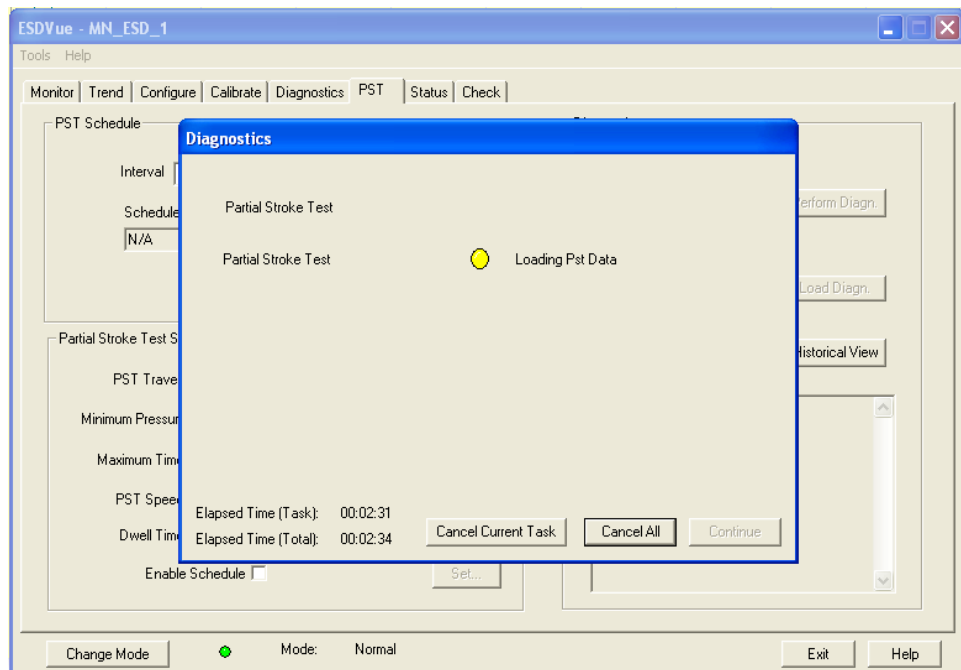 ESDVue - MN_ESD_1
Tools Help
Monitor Trend Configure Calibrate Diagnostics PST Status Check
PST Schedule
Diagnostics
Interval
Schedule
N/A
Partial Stroke Test
Partial Stroke Test Loading Pst Data
Diagn.
Load Diagn.
Partial Stroke Test S
Historical View
PST Trave
Minimum Pressur
Maximum Tim
PST Spee
Dwell Tim
Elapsed Time (Task): 00:02:31
Elapsed Time (Total): 00:02:34
Cancel Current Task Cancel All Continue
Enable Schedule Set...
Change Mode Mode: Normal Exit Help